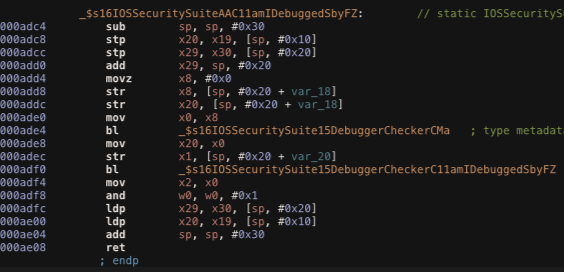 _$s16IOSSecuritySuiteAAC11amIDebuggedSbyFZ: // static IOSSecuritySu
000adc4 sub sp, sp, #0x30
000adc8 stp x20, x19, [sp, #0x10]
000adcc stp x29, x30, [sp, #0x20]
000add0 add x29, sp, #0x20
000add4 movz x8, #0x0
000add8 str x8, [sp, #0x20 + var_18]
000addc str x20, [sp, #0x20 + var_18]
000ade0 mov x0, x8
000ade4 bl _$s16IOSSecuritySuite15DebuggerCheckerCMa ; type metada
000ade8 mov x20, x0
000adec str x1, [sp, #0x20 + var_20]
000adf0 bl _$s16IOSSecuritySuite15DebuggerCheckerC11amIDebuggedSbyFZ
000adf4 mov x2, x0
000adf8 and w0, w0, #0x1
000adfc ldp x29, x30, [sp, #0x20]
000ae00 ldp x20, x19, [sp, #0x10]
000ae04 add sp, sp, #0x30
000ae08 ret
; endp